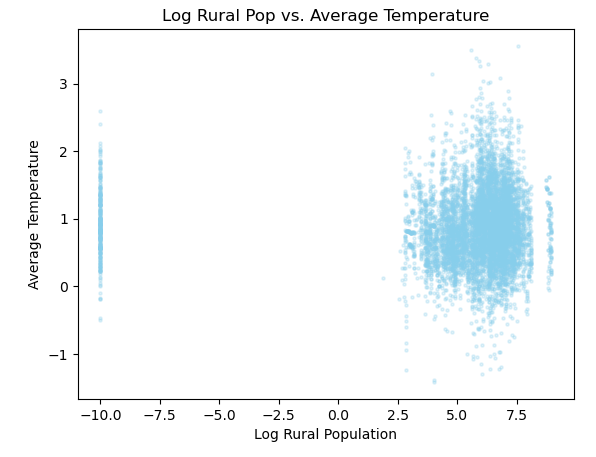 Log Rural Pop vs. Average Temperature
3
2
1
0
−1
Average Temperature
−10.0 −7.5 −5.0 −2.5 0.0 2.5 5.0 7.5
Log Rural Population